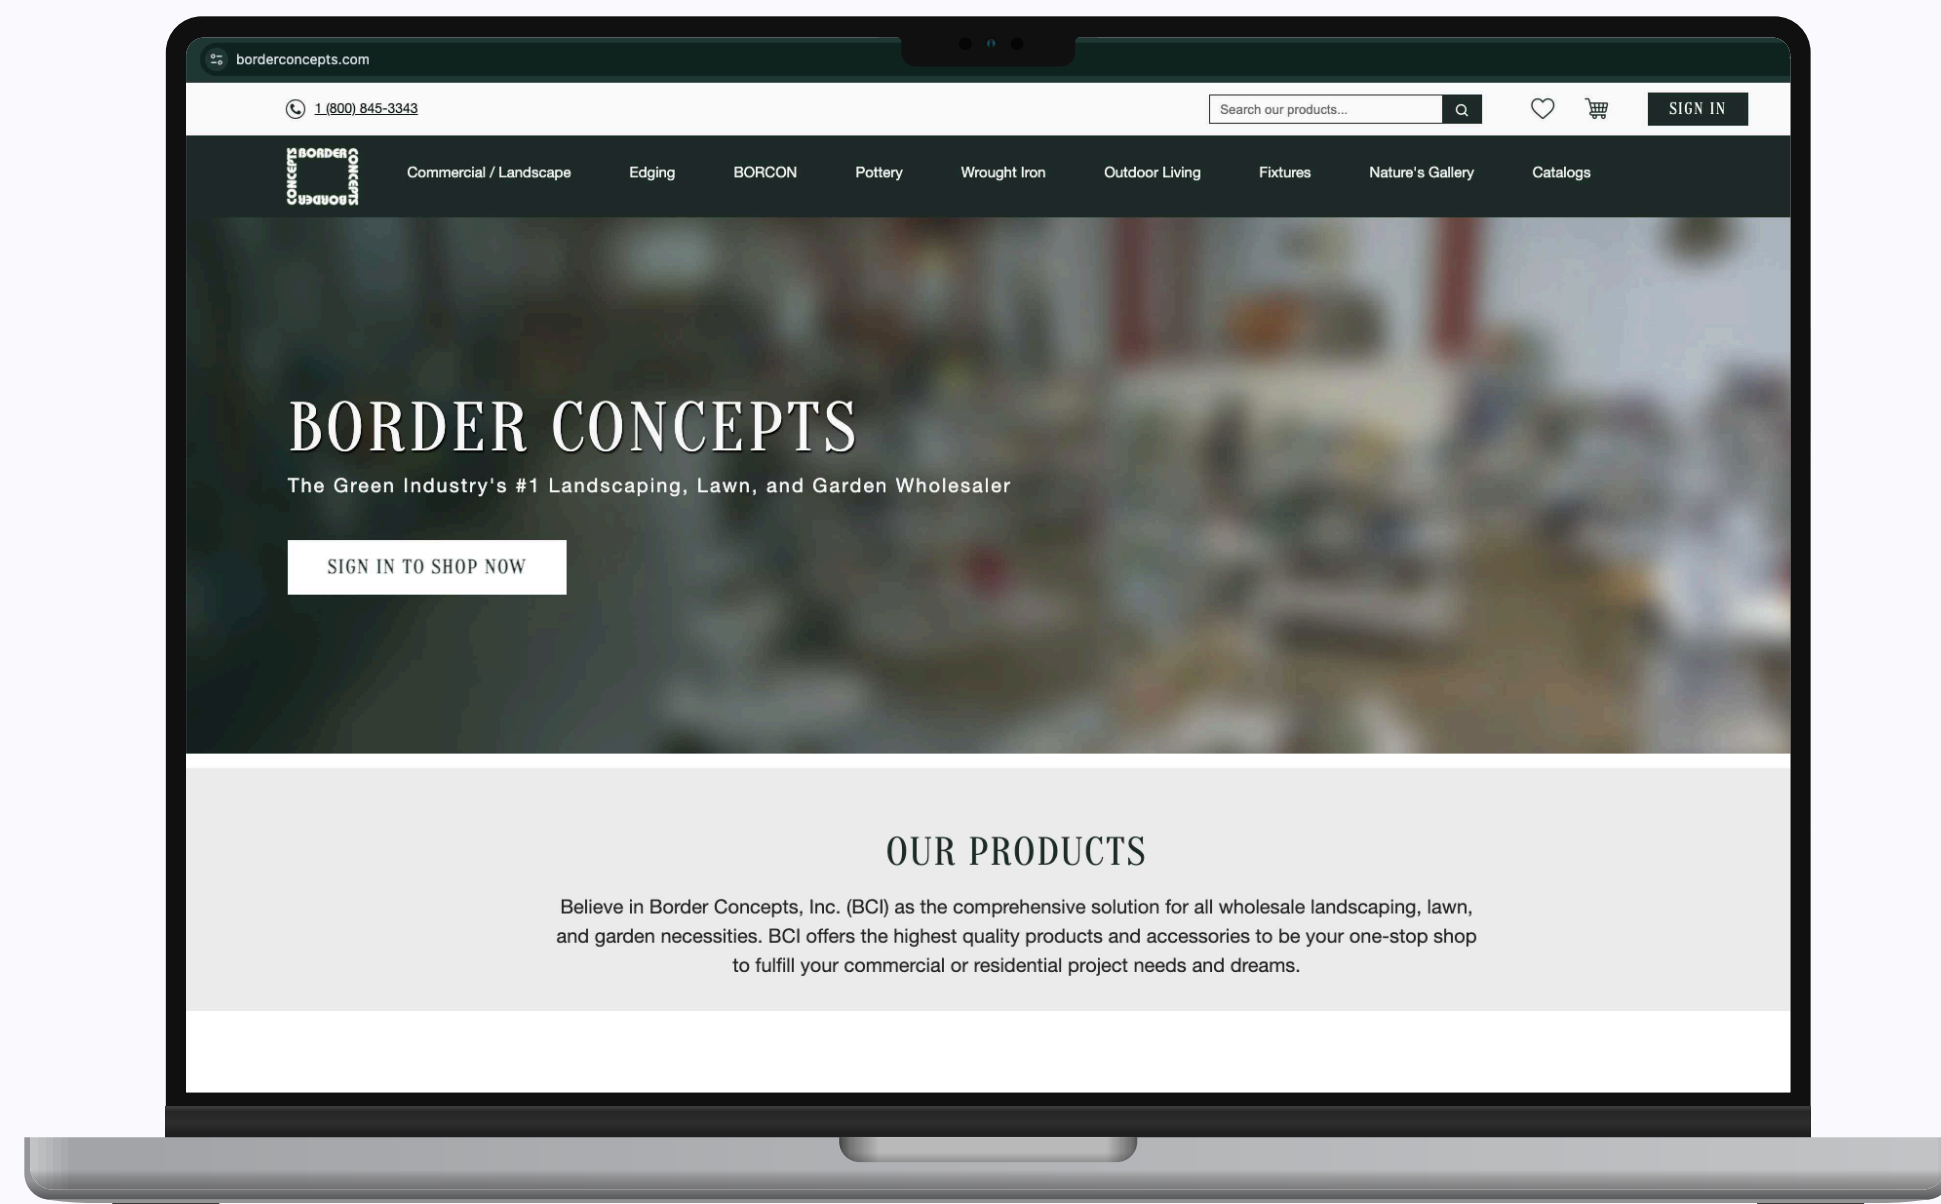 borderconcepts.com
1 (800) 845-3343
Search our products...
SIGN IN
BORDER
CONCEPTS
BORDER
CONCEPTS
Commercial / Landscape
Edging
BORCON
Pottery
Wrought Iron
Outdoor Living
Fixtures
Nature's Gallery
Catalogs
BORDER CONCEPTS
The Green Industry's #1 Landscaping, Lawn, and Garden Wholesaler
SIGN IN TO SHOP NOW
OUR PRODUCTS
Believe in Border Concepts, Inc. (BCI) as the comprehensive solution for all wholesale landscaping, lawn,
and garden necessities. BCI offers the highest quality products and accessories to be your one-stop shop
to fulfill your commercial or residential project needs and dreams.